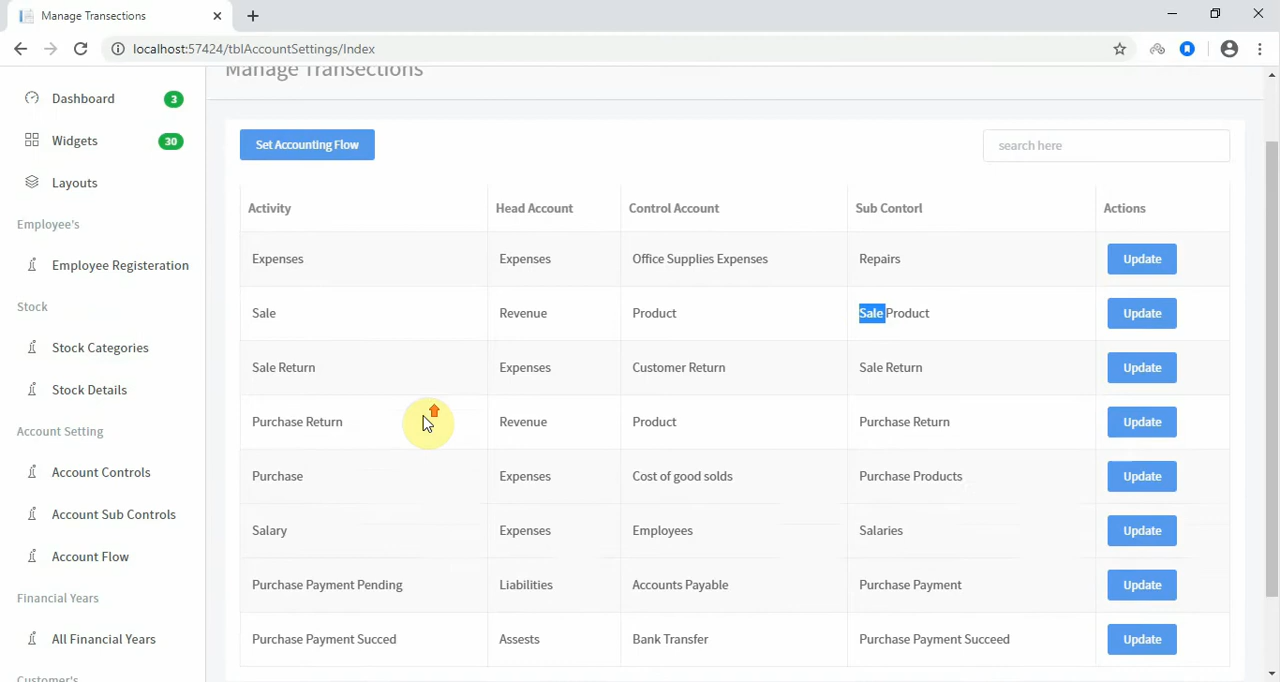 Manage Transections
localhost:57424/tblAccountSettings/Index
Manage Transections
Dashboard 3
Widgets 30
Layouts
Employee's
Employee Registeration
Stock
Stock Categories
Stock Details
Account Setting
Account Controls
Account Sub Controls
Account Flow
Financial Years
All Financial Years
Customer's
Set Accounting Flow
search here
Activity Head Account Control Account Sub Contorl Actions
Expenses Expenses Office Supplies Expenses Repairs Update
Sale Revenue Product Sale Product Update
Sale Return Expenses Customer Return Sale Return Update
Purchase Return Revenue Product Purchase Return Update
Purchase Expenses Cost of good solds Purchase Products Update
Salary Expenses Employees Salaries Update
Purchase Payment Pending Liabilities Accounts Payable Purchase Payment Update
Purchase Payment Succed Assests Bank Transfer Purchase Payment Succeed Update